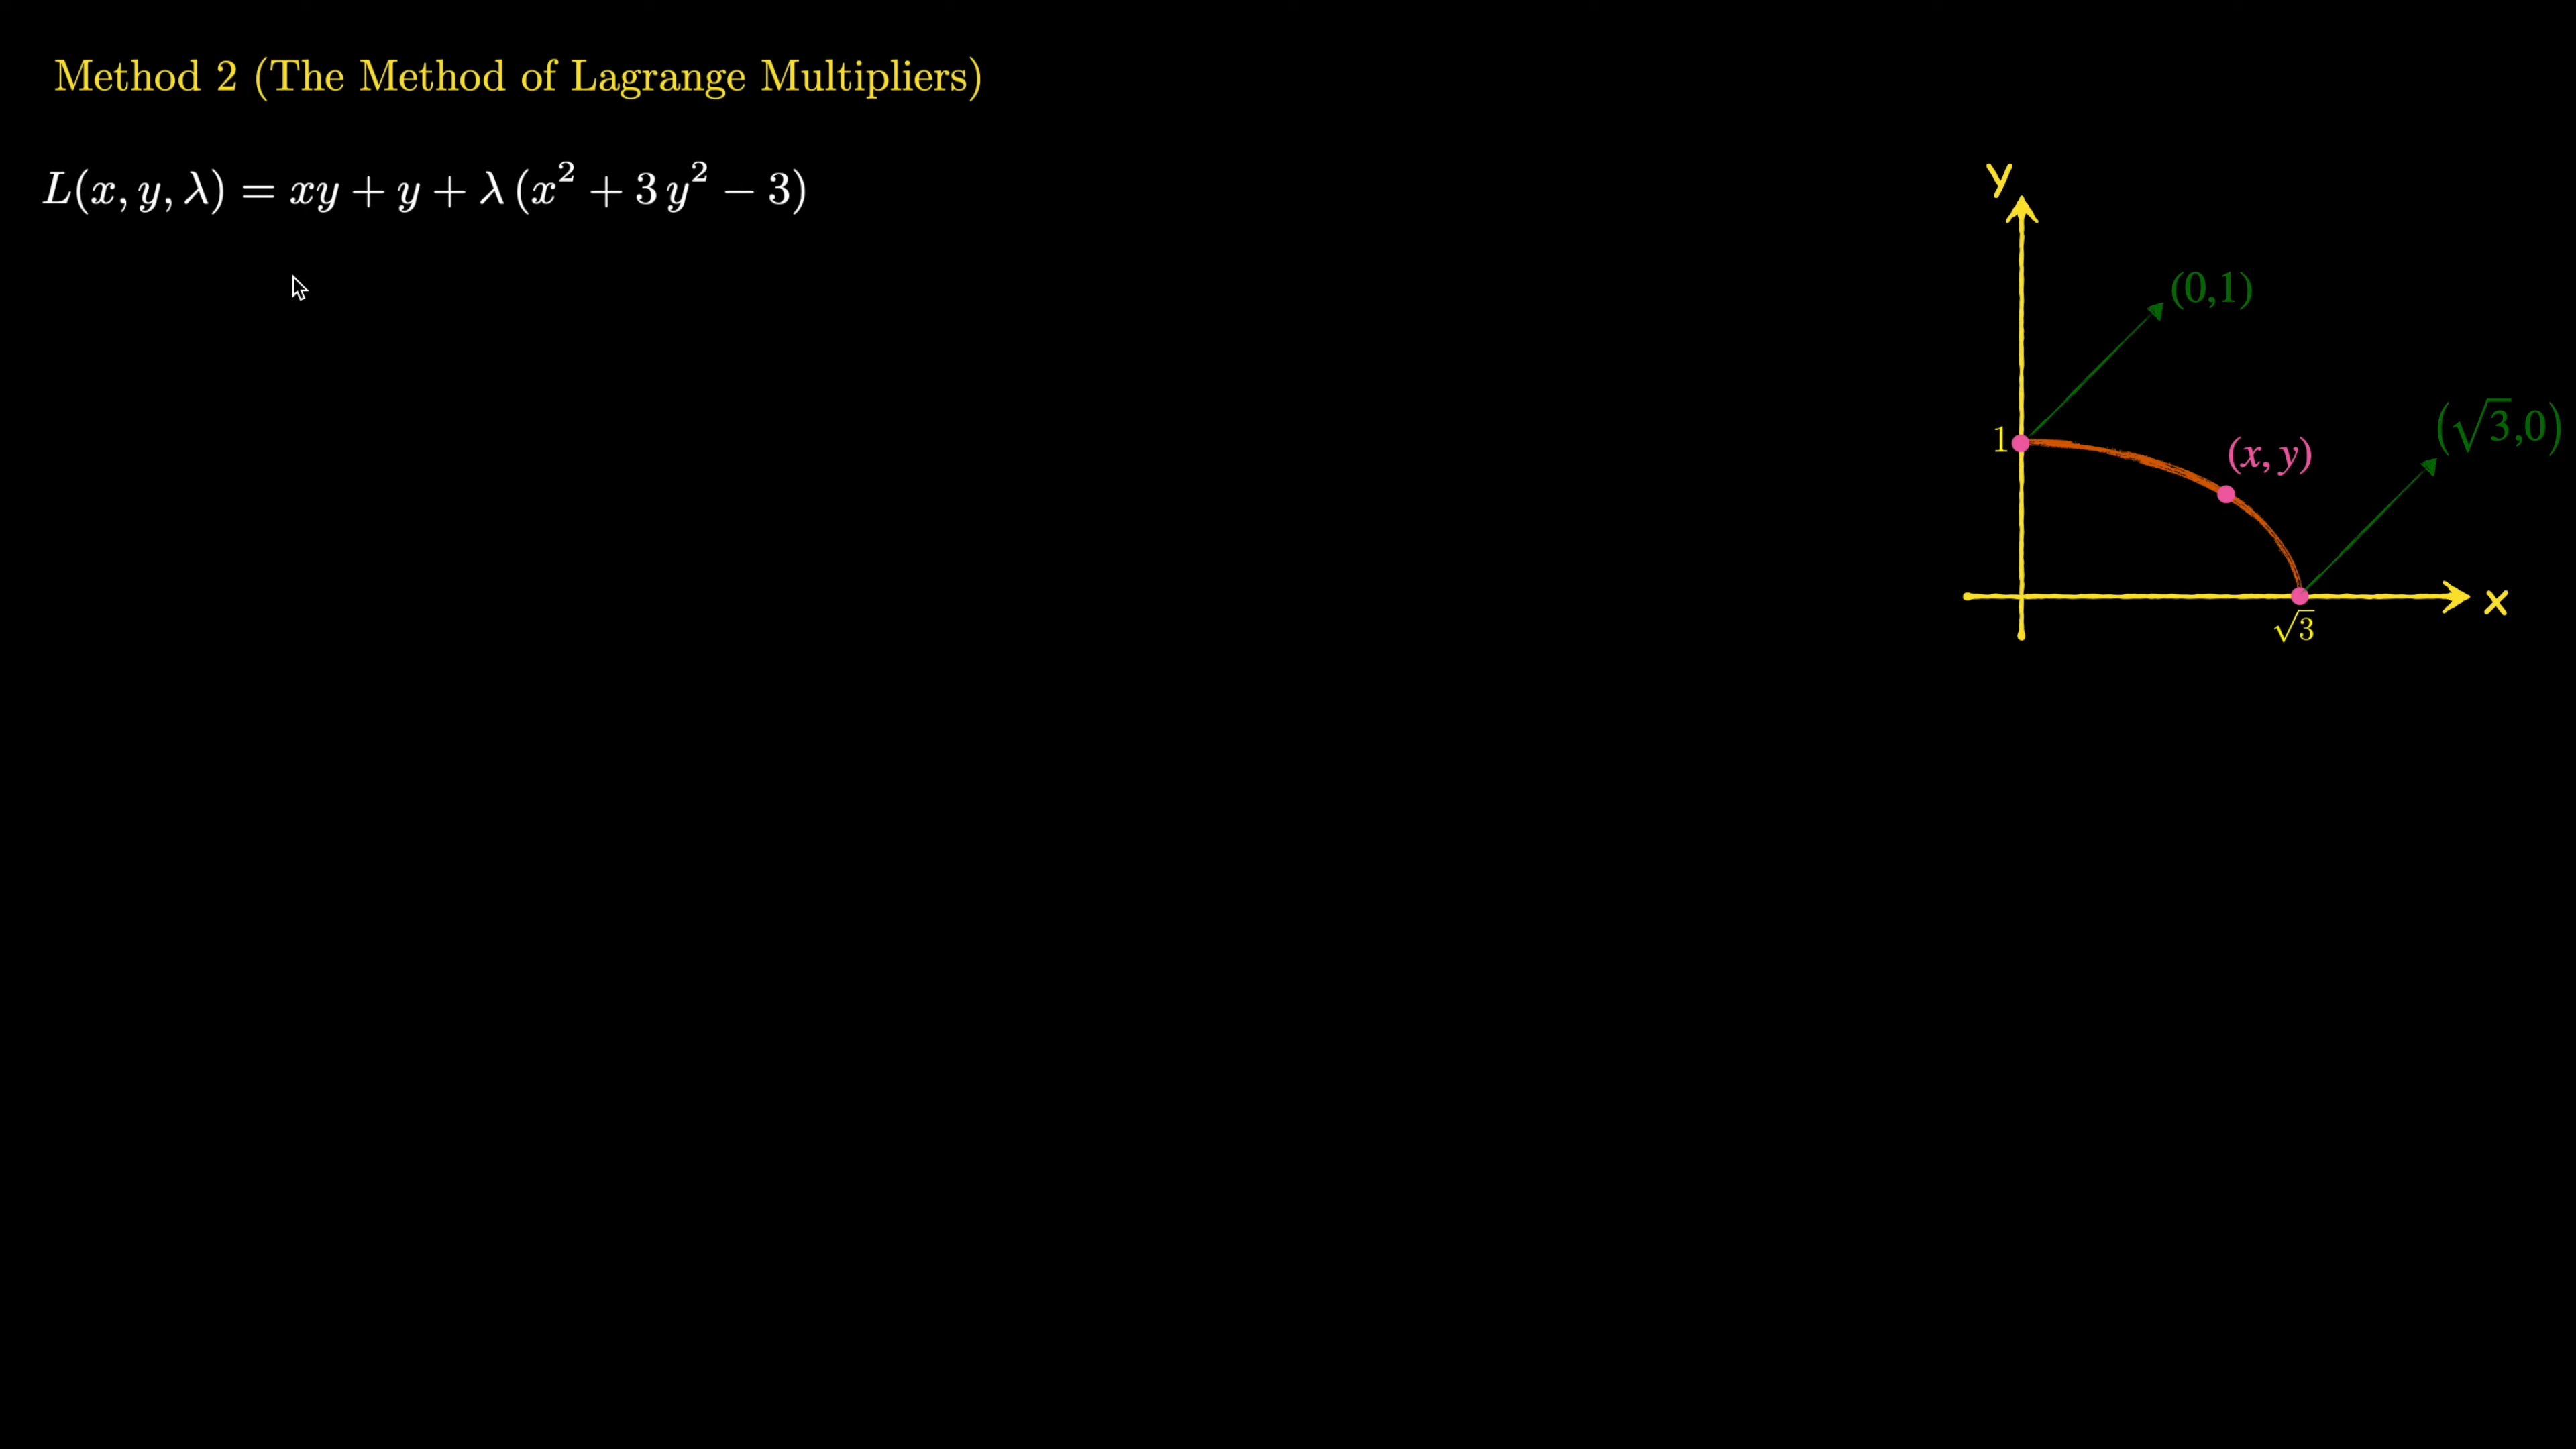 Method 2 (The Method of Lagrange Multipliers)
L(x, y, λ) = xy + y + λ (x² + 3 y² − 3)
y
(0,1)
(√3,0)
1
(x, y)
x
√3